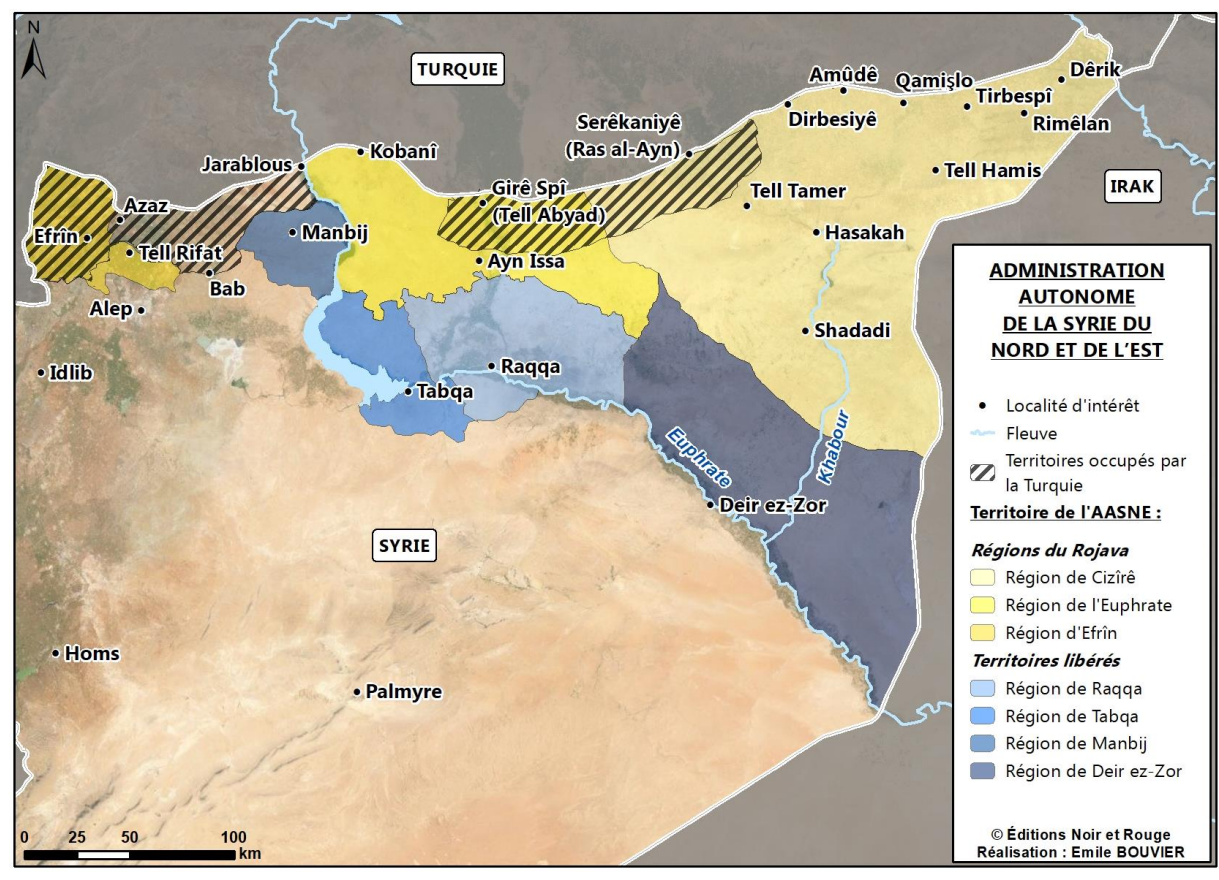 N
TURQUIE
Amûdê
Qamişlo
Dêrik
Tirbespî
Dirbesiyê
Rimêlan
Serêkaniyê
(Ras al-Ayn)
Kobanî
Jarablous
Tell Hamis
IRAK
Girê Spî
(Tell Abyad)
Tell Tamer
Azaz
Efrîn
Manbij
Hasakah
Tell Rifat
Ayn Issa
Bab
Alep
Shadadi
Idlib
Raqqa
Tabqa
Euphrate
Khabour
Deir ez-Zor
SYRIE
Homs
Palmyre
0 25 50 100
km
ADMINISTRATION
AUTONOME
DE LA SYRIE DU
NORD ET DE L'EST
Localité d'intérêt
Fleuve
Territoires occupés par
la Turquie
Territoire de l'AASNE :
Régions du Rojava
Région de Cizîrê
Région de l'Euphrate
Région d'Efrîn
Territoires libérés
Région de Raqqa
Région de Tabqa
Région de Manbij
Région de Deir ez-Zor
© Éditions Noir et Rouge
Réalisation : Emile BOUVIER